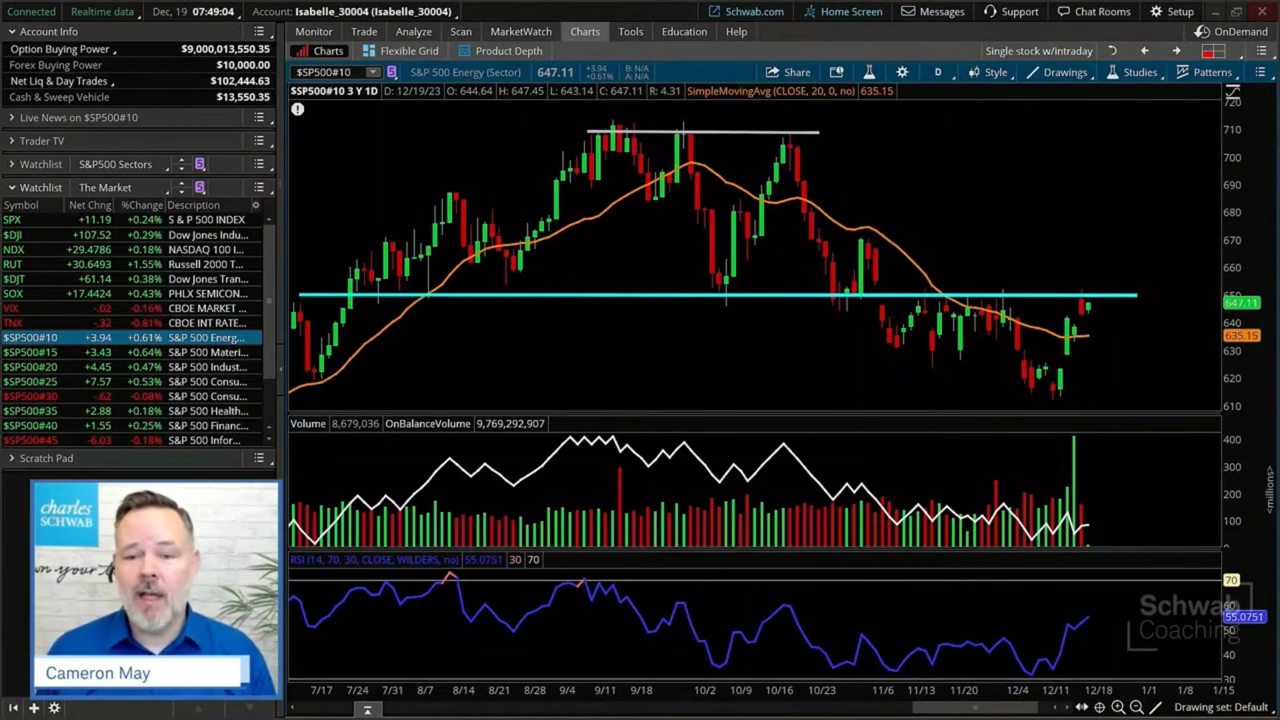 Connected Realtime data Dec, 19 07:49:04 Account: Isabelle_30004 (Isabelle_30004) Schwab.com Home Screen Messages Support Chat Rooms Setup
Account Info Monitor Trade Analyze Scan MarketWatch Charts Tools Education Help OnDemand
Option Buying Power $9,000,013,550.35 Charts Flexible Grid Product Depth Single stock w/intraday
Forex Buying Power $10,000.00
Net Liq & Day Trades $102,444.63
Cash & Sweep Vehicle $13,550.35
$SP500#10 S S&P 500 Energy (Sector) 647.11 +3.94 +0.61% B: N/A A: N/A Share D Style Drawings Studies Patterns
$SP500#10 3 Y 1D D: 12/19/23 O: 644.64 H: 647.45 L: 643.14 C: 647.11 R: 4.31 SimpleMovingAvg (CLOSE, 20, 0, no) 635.15
Live News on $SP500#10
Trader TV
Watchlist S&P500 Sectors S
Watchlist The Market S
Symbol Net Chng %Change Description
SPX +11.19 +0.24% S & P 500 INDEX
$DJI +107.52 +0.29% Dow Jones Indu...
NDX +29.4786 +0.18% NASDAQ 100 I...
RUT +30.6493 +1.55% Russell 2000 T...
$DJT +61.14 +0.38% Dow Jones Tran...
SOX +17.4424 +0.43% PHLX SEMICON...
VIX -.02 -0.16% CBOE MARKET ...
TNX -.32 -0.81% CBOE INT RATE...
$SP500#10 +3.94 +0.61% S&P 500 Energ...
$SP500#15 +3.43 +0.64% S&P 500 Materi...
$SP500#20 +4.45 +0.47% S&P 500 Indust...
$SP500#25 +7.57 +0.53% S&P 500 Consu...
$SP500#30 -.62 -0.08% S&P 500 Consu...
$SP500#35 +2.88 +0.18% S&P 500 Health...
$SP500#40 +1.55 +0.25% S&P 500 Financ...
$SP500#45 -6.03 -0.18% S&P 500 Infor...
Scratch Pad
720
710
700
690
680
670
660
650
647.11
640
635.15
630
620
610
Volume 8,679,036 OnBalanceVolume 9,769,292,907
400
300
200
100
0
<millions>
RSI (14, 70, 30, CLOSE, WILDERS, no) 55.0751 30 70
70
60
55.0751
50
40
30
Schwab
Coaching
charles
SCHWAB
Cameron May
7/17 7/24 7/31 8/7 8/14 8/21 8/28 9/4 9/11 9/18 10/2 10/9 10/16 10/23 11/6 11/13 11/20 12/4 12/11 12/18 1/1 1/8 1/15
Drawing set: Default